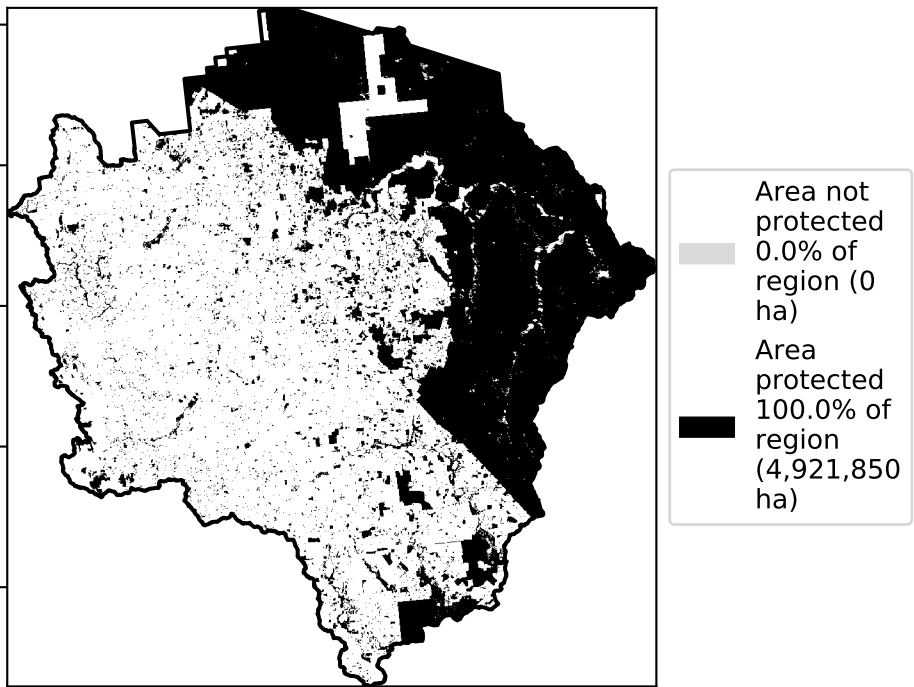 Area not
protected
0.0% of
region (0
ha)
Area
protected
100.0% of
region
(4,921,850
ha)